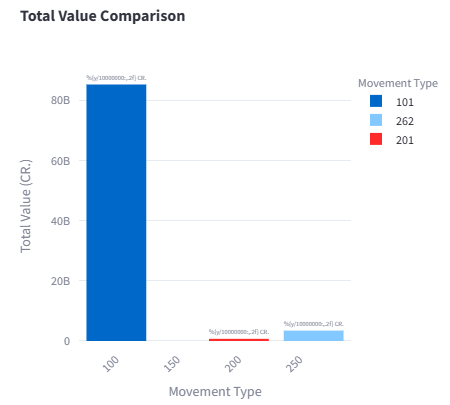 Total Value Comparison
Movement Type
101
262
201
%{y/10000000:,.2f} CR.
%{y/10000000:,.2f} CR.
%{y/10000000:,.2f} CR.
80B
60B
40B
20B
0
Total Value (CR.)
100
150
200
250
Movement Type